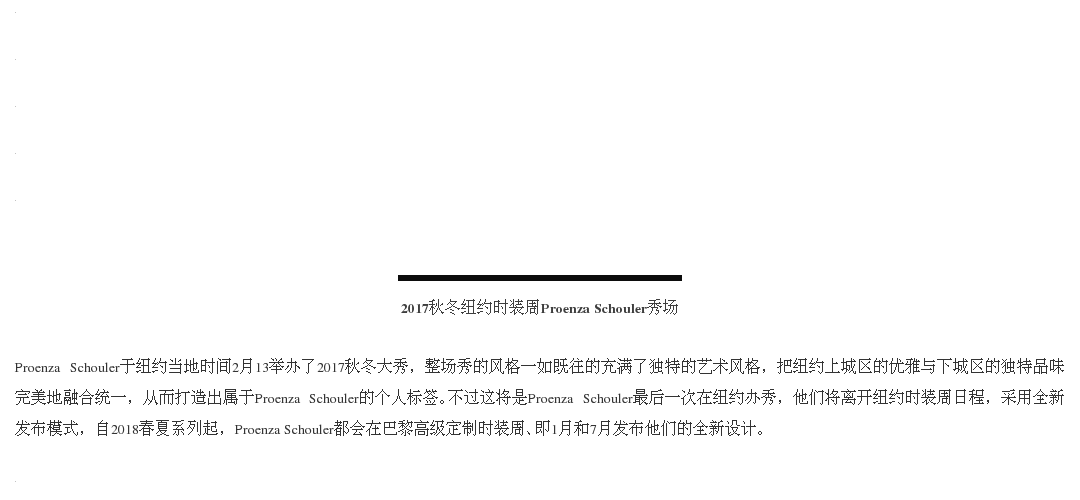 2017秋冬纽约时装周Proenza Schouler秀场
Proenza Schouler于纽约当地时间2月13举办了2017秋冬大秀，整场秀的风格一如既往的充满了独特的艺术风格，把纽约上城区的优雅与下城区的独特品味
完美地融合统一，从而打造出属于Proenza Schouler的个人标签。不过这将是Proenza Schouler最后一次在纽约办秀，他们将离开纽约时装周日程，采用全新
发布模式，自2018春夏系列起，Proenza Schouler都会在巴黎高级定制时装周、即1月和7月发布他们的全新设计。